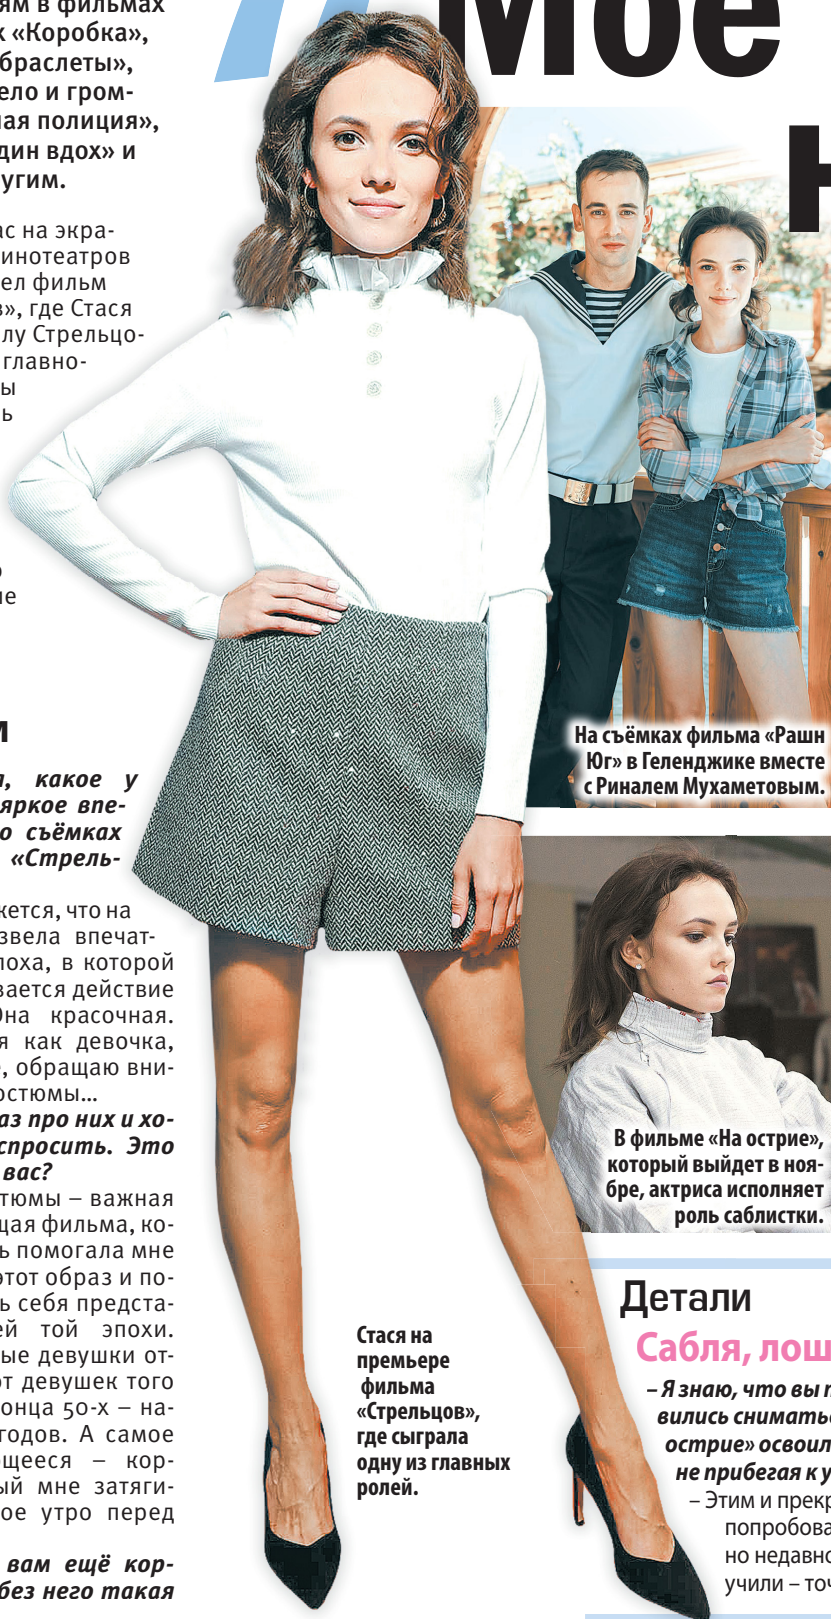 ям в фильмах
к «Коробка»,
браслеты»,
ело и гром-
ая полиция»,
дин вдох» и
угим.
ас на экра-
инотеатров
ел фильм
в», где Стася
лу Стрельцо-
главно-
ы
ь
о
ие
и
я, какое у
яркое впе-
о съёмках
«Стрель-
жется, что на
звела впечат-
поха, в которой
вается действие
Она красочная.
я как девочка,
е, обращаю вни-
остюмы...
аз про них и хо-
спросить. Это
вас?
тюмы – важная
щая фильма, ко-
ь помогала мне
этот образ и по-
ь себя предста-
ей той эпохи.
ые девушки от-
от девушек того
онца 50-х – на-
годов. А самое
щееся – кор-
ый мне затяги-
ое утро перед
вам ещё кор-
без него такая
"Мое
н
На съёмках фильма «Рашн
Юг» в Геленджике вместе
с Риналем Мухаметовым.
В фильме «На острие»,
который выйдет в ноя-
бре, актриса исполняет
роль саблистки.
Стася на
премьере
фильма
«Стрельцов»,
где сыграла
одну из главных
ролей.
Детали
Сабля, лош
– Я знаю, что вы п
вились сниматьс
острие» освоил
не прибегая к у
– Этим и прекр
попробова
но недавно
учили – точ